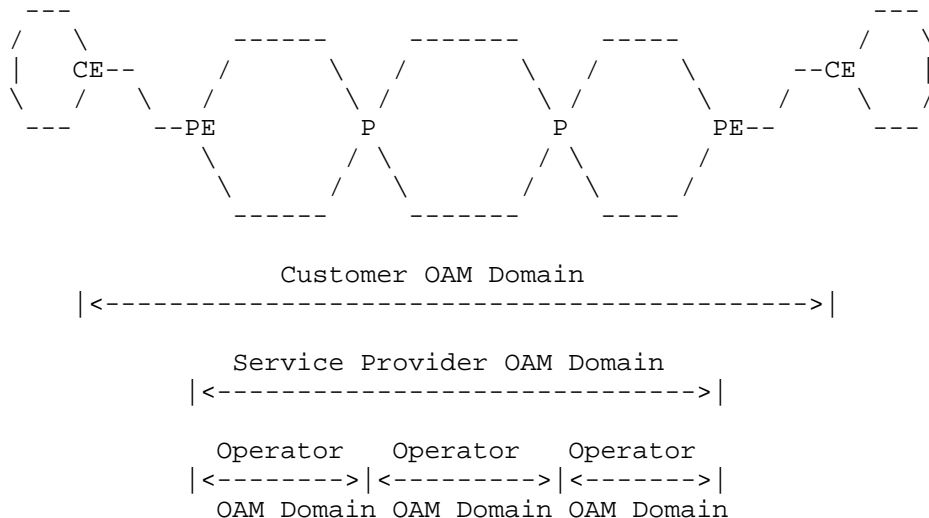 CE CE
PE P P PE
Customer OAM Domain
Service Provider OAM Domain
Operator Operator Operator
OAM Domain OAM Domain OAM Domain